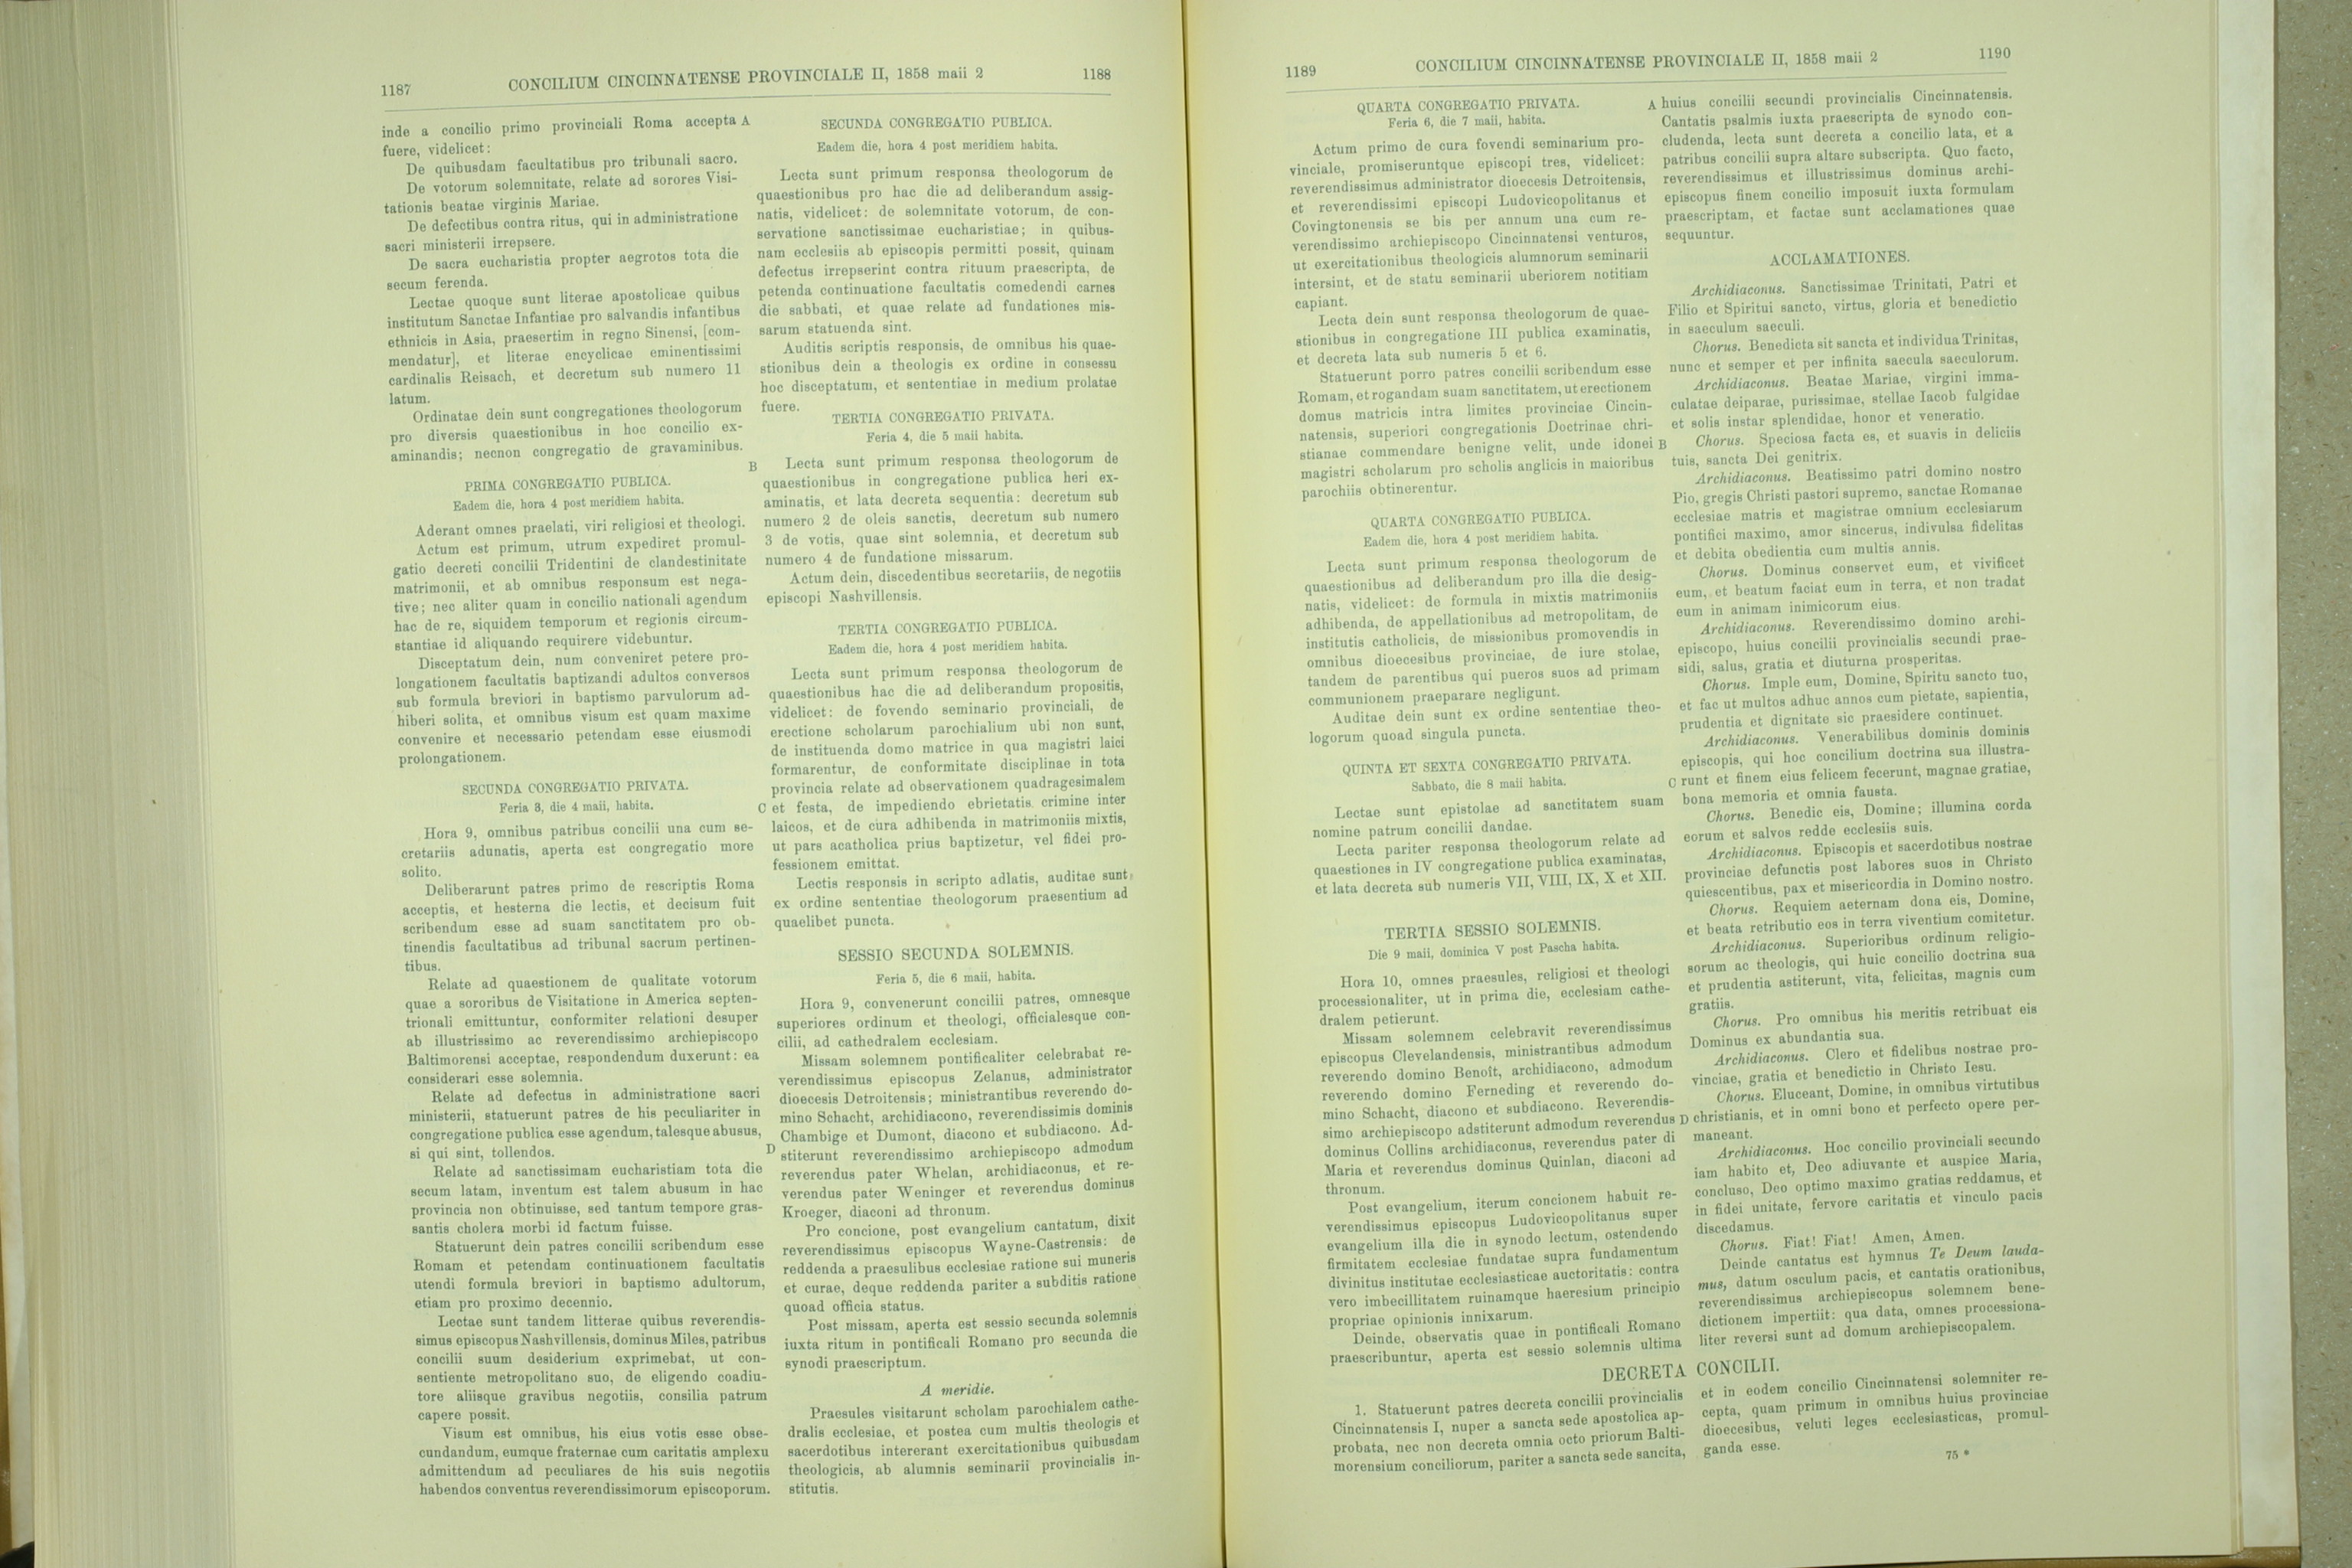 1187
CONCILIUM CINCINNATENSE PROVINCIALE II, 1858 maii 2
1188
inde a concilio primo provinciali Roma accepta A
fuere, videlicet:
De quibusdam facultatibus pro tribunali sacro.
De votorum solemnitate, relate ad sorores Visi-
tationis beatae virginis Mariae.
De defectibus contra ritus, qui in administratione
sacri ministerii irrepsere.
De sacra eucharistia propter aegrotos tota die
secum ferenda.
Lectae quoque sunt literae apostolicae quibus
institutum Sanctae Infantiae pro salvandis infantibus
ethnicis in Asia, praesertim in regno Sinensi, [com-
mendatur], et literae encyclicae eminentissimi
cardinalis Reisach, et decretum sub numero 11
latum.
Ordinatae dein sunt congregationes theologorum
pro diversis quaestionibus in hoc concilio ex-
aminandis; necnon congregatio de gravaminibus.
PRIMA CONGREGATIO PUBLICA.
Eadem die, hora 4 post meridiem habita.
Aderant omnes praelati, viri religiosi et theologi.
Actum est primum, utrum expediret promul-
gatio decreti concilii Tridentini de clandestinitate
matrimonii, et ab omnibus responsum est nega-
tive; nec aliter quam in concilio nationali agendum
hac de re, siquidem temporum et regionis circum-
stantiae id aliquando requirere videbuntur.
Disceptatum dein, num conveniret petere pro-
longationem facultatis baptizandi adultos conversos
sub formula breviori in baptismo parvulorum ad-
hiberi solita, et omnibus visum est quam maxime
convenire et necessario petendam esse eiusmodi
prolongationem.
SECUNDA CONGREGATIO PRIVATA.
Feria 3, die 4 maii, habita.
Hora 9, omnibus patribus concilii una cum se-
cretariis adunatis, aperta est congregatio more
solito.
Deliberarunt patres primo de rescriptis Roma
acceptis, et hesterna die lectis, et decisum fuit
scribendum esse ad suam sanctitatem pro ob-
tinendis facultatibus ad tribunal sacrum pertinen-
tibus.
Relate ad quaestionem de qualitate votorum
quae a sororibus de Visitatione in America septen-
trionali emittuntur, conformiter relationi desuper
ab illustrissimo ac reverendissimo archiepiscopo
Baltimorensi acceptae, respondendum duxerunt: ea
considerari esse solemnia.
Relate ad defectus in administratione sacri
ministerii, statuerunt patres de his peculiariter in
congregatione publica esse agendum, talesque abusus,
si qui sint, tollendos.
Relate ad sanctissimam eucharistiam tota die
secum latam, inventum est talem abusum in hac
provincia non obtinuisse, sed tantum tempore gras-
santis cholera morbi id factum fuisse.
Statuerunt dein patres concilii scribendum esse
Romam et petendam continuationem facultatis
utendi formula breviori in baptismo adultorum,
etiam pro proximo decennio.
Lectae sunt tandem litterae quibus reverendis-
simus episcopus Nashvillensis, dominus Miles, patribus
concilii suum desiderium exprimebat, ut con-
sentiente metropolitano suo, de eligendo coadiu-
tore aliisque gravibus negotiis, consilia patrum
capere possit.
Visum est omnibus, his eius votis esse obse-
cundandum, eumque fraternae cum caritatis amplexu
admittendum ad peculiares de his suis negotiis
habendos conventus reverendissimorum episcoporum.
SECUNDA CONGREGATIO PUBLICA.
Eadem die, hora 4 post meridiem habita.
Lecta sunt primum responsa theologorum de
quaestionibus pro hac die ad deliberandum assig-
natis, videlicet: de solemnitate votorum, de con-
servatione sanctissimae eucharistiae; in quibus-
nam ecclesiis ab episcopis permitti possit, quinam
defectus irrepserint contra rituum praescripta, de
petenda continuatione facultatis comedendi carnes
die sabbati, et quae relate ad fundationes mis-
sarum statuenda sint.
Auditis scriptis responsis, de omnibus his quae-
stionibus dein a theologis ex ordine in consessu
hoc disceptatum, et sententiae in medium prolatae
fuere.
TERTIA CONGREGATIO PRIVATA.
Feria 4, die 5 maii habita.
B Lecta sunt primum responsa theologorum de
quaestionibus in congregatione publica heri ex-
aminatis, et lata decreta sequentia: decretum sub
numero 2 de oleis sanctis, decretum sub numero
3 de votis, quae sint solemnia, et decretum sub
numero 4 de fundatione missarum.
Actum dein, discedentibus secretariis, de negotiis
episcopi Nashvillensis.
TERTIA CONGREGATIO PUBLICA.
Eadem die, hora 4 post meridiem habita.
Lecta sunt primum responsa theologorum de
quaestionibus hac die ad deliberandum propositis,
videlicet: de fovendo seminario provinciali, de
erectione scholarum parochialium ubi non sunt,
de instituenda domo matrice in qua magistri laici
formarentur, de conformitate disciplinae in tota
provincia relate ad observationem quadragesimalem
C et festa, de impediendo ebrietatis crimine inter
laicos, et de cura adhibenda in matrimoniis mixtis,
ut pars acatholica prius baptizetur, vel fidei pro-
fessionem emittat.
Lectis responsis in scripto adlatis, auditae sunt
ex ordine sententiae theologorum praesentium ad
quaelibet puncta.
SESSIO SECUNDA SOLEMNIS.
Feria 5, die 6 maii, habita.
Hora 9, convenerunt concilii patres, omnesque
superiores ordinum et theologi, officialesque con-
cilii, ad cathedralem ecclesiam.
Missam solemnem pontificaliter celebrabat re-
verendissimus episcopus Zelanus, administrator
dioecesis Detroitensis; ministrantibus reverendo do-
mino Schacht, archidiacono, reverendissimis dominis
Chambige et Dumont, diacono et subdiacono. Ad-
D stiterunt reverendissimo archiepiscopo admodum
reverendus pater Whelan, archidiaconus, et re-
verendus pater Weninger et reverendus dominus
Kroeger, diaconi ad thronum.
Pro concione, post evangelium cantatum, dixit
reverendissimus episcopus Wayne-Castrensis: de
reddenda a praesulibus ecclesiae ratione sui muneris
et curae, deque reddenda pariter a subditis ratione
quoad officia status.
Post missam, aperta est sessio secunda solemnis
iuxta ritum in pontificali Romano pro secunda die
synodi praescriptum.
A meridie.
Praesules visitarunt scholam parochialem cathe-
dralis ecclesiae, et postea cum multis theologis et
sacerdotibus intererant exercitationibus quibusdam
theologicis, ab alumnis seminarii provincialis in-
stitutis.
1189
CONCILIUM CINCINNATENSE PROVINCIALE II, 1858 maii 2
1190
QUARTA CONGREGATIO PRIVATA.
Feria 6, die 7 maii, habita.
Actum primo de cura fovendi seminarium pro-
vinciale, promiseruntque episcopi tres, videlicet:
reverendissimus administrator dioecesis Detroitensis,
et reverendissimi episcopi Ludovicopolitanus et
Covingtonensis se bis per annum una cum re-
verendissimo archiepiscopo Cincinnatensi venturos,
ut exercitationibus theologicis alumnorum seminarii
intersint, et de statu seminarii uberiorem notitiam
capiant.
Lecta dein sunt responsa theologorum de quae-
stionibus in congregatione III publica examinatis,
et decreta lata sub numeris 5 et 6.
Statuerunt porro patres concilii scribendum esse
Romam, et rogandam suam sanctitatem, ut erectionem
domus matricis intra limites provinciae Cincin-
natensis, superiori congregationis Doctrinae chri-
stianae commendare benigne velit, unde idonei B
magistri scholarum pro scholis anglicis in maioribus
parochiis obtinerentur.
QUARTA CONGREGATIO PUBLICA.
Eadem die, hora 4 post meridiem habita.
Lecta sunt primum responsa theologorum de
quaestionibus ad deliberandum pro illa die desig-
natis, videlicet: de formula in mixtis matrimoniis
adhibenda, de appellationibus ad metropolitam, de
institutis catholicis, de missionibus promovendis in
omnibus dioecesibus provinciae, de iure stolae,
tandem de parentibus qui pueros suos ad primam
communionem praeparare negligunt.
Auditae dein sunt ex ordine sententiae theo-
logorum quoad singula puncta.
QUINTA ET SEXTA CONGREGATIO PRIVATA.
Sabbato, die 8 maii habita.
Lectae sunt epistolae ad sanctitatem suam
nomine patrum concilii dandae.
Lecta pariter responsa theologorum relate ad
quaestiones in IV congregatione publica examinatas,
et lata decreta sub numeris VII, VIII, IX, X et XII.
TERTIA SESSIO SOLEMNIS.
Die 9 maii, dominica V post Pascha habita.
Hora 10, omnes praesules, religiosi et theologi
processionaliter, ut in prima die, ecclesiam cathe-
dralem petierunt.
Missam solemnem celebravit reverendissimus
episcopus Clevelandensis, ministrantibus admodum
reverendo domino Benoît, archidiacono, admodum
reverendo domino Ferneding et reverendo do-
mino Schacht, diacono et subdiacono. Reverendis-
simo archiepiscopo adstiterunt admodum reverendus D
dominus Collins archidiaconus, reverendus pater di
Maria et reverendus dominus Quinlan, diaconi ad
thronum.
Post evangelium, iterum concionem habuit re-
verendissimus episcopus Ludovicopolitanus super
evangelium illa die in synodo lectum, ostendendo
firmitatem ecclesiae fundatae supra fundamentum
divinitus institutae ecclesiasticae auctoritatis: contra
vero imbecillitatem ruinamque haeresium principio
propriae opinionis innixarum.
Deinde, observatis quae in pontificali Romano
praescribuntur, aperta est sessio solemnis ultima
A huius concilii secundi provincialis Cincinnatensis.
Cantatis psalmis iuxta praescripta de synodo con-
cludenda, lecta sunt decreta a concilio lata, et a
patribus concilii supra altare subscripta. Quo facto,
reverendissimus et illustrissimus dominus archi-
episcopus finem concilio imposuit iuxta formulam
praescriptam, et factae sunt acclamationes quae
sequuntur.
ACCLAMATIONES.
Archidiaconus. Sanctissimae Trinitati, Patri et
Filio et Spiritui sancto, virtus, gloria et benedictio
in saeculum saeculi.
Chorus. Benedicta sit sancta et individua Trinitas,
nunc et semper et per infinita saecula saeculorum.
Archidiaconus. Beatae Mariae, virgini imma-
culatae deiparae, purissimae, stellae Iacob fulgidae
et solis instar splendidae, honor et veneratio.
Chorus. Speciosa facta es, et suavis in deliciis
tuis, sancta Dei genitrix.
Archidiaconus. Beatissimo patri domino nostro
Pio, gregis Christi pastori supremo, sanctae Romanae
ecclesiae matris et magistrae omnium ecclesiarum
pontifici maximo, amor sincerus, indivulsa fidelitas
et debita obedientia cum multis annis.
Chorus. Dominus conservet eum, et vivificet
eum, et beatum faciat eum in terra, et non tradat
eum in animam inimicorum eius.
Archidiaconus. Reverendissimo domino archi-
episcopo, huius concilii provincialis secundi prae-
sidi, salus, gratia et diuturna prosperitas.
Chorus. Imple eum, Domine, Spiritu sancto tuo,
et fac ut multos adhuc annos cum pietate, sapientia,
prudentia et dignitate sic praesidere continuet.
Archidiaconus. Venerabilibus dominis dominis
episcopis, qui hoc concilium doctrina sua illustra-
C runt et finem eius felicem fecerunt, magnae gratiae,
bona memoria et omnia fausta.
Chorus. Benedic eis, Domine; illumina corda
eorum et salvos redde ecclesiis suis.
Archidiaconus. Episcopis et sacerdotibus nostrae
provinciae defunctis post labores suos in Christo
quiescentibus, pax et misericordia in Domino nostro.
Chorus. Requiem aeternam dona eis, Domine,
et beata retributio eos in terra viventium comitetur.
Archidiaconus. Superioribus ordinum religio-
sorum ac theologis, qui huic concilio doctrina sua
et prudentia astiterunt, vita, felicitas, magnis cum
gratiis.
Chorus. Pro omnibus his meritis retribuat eis
Dominus ex abundantia sua.
Archidiaconus. Clero et fidelibus nostrae pro-
vinciae, gratia et benedictio in Christo Iesu.
Chorus. Eluceant, Domine, in omnibus virtutibus
christianis, et in omni bono et perfecto opere per-
maneant.
Archidiaconus. Hoc concilio provinciali secundo
iam habito et, Deo adiuvante et auspice Maria,
concluso, Deo optimo maximo gratias reddamus, et
in fidei unitate, fervore caritatis et vinculo pacis
discedamus.
Chorus. Fiat! Fiat! Amen, Amen.
Deinde cantatus est hymnus Te Deum lauda-
mus, datum osculum pacis, et cantatis orationibus,
reverendissimus archiepiscopus solemnem bene-
dictionem impertiit: qua data, omnes processiona-
liter reversi sunt ad domum archiepiscopalem.
DECRETA CONCILII.
1. Statuerunt patres decreta concilii provincialis
Cincinnatensis I, nuper a sancta sede apostolica ap-
probata, nec non decreta omnia octo priorum Balti-
morensium conciliorum, pariter a sancta sede sancita,
et in eodem concilio Cincinnatensi solemniter re-
cepta, quam primum in omnibus huius provinciae
dioecesibus, veluti leges ecclesiasticas, promul-
ganda esse.
75 *